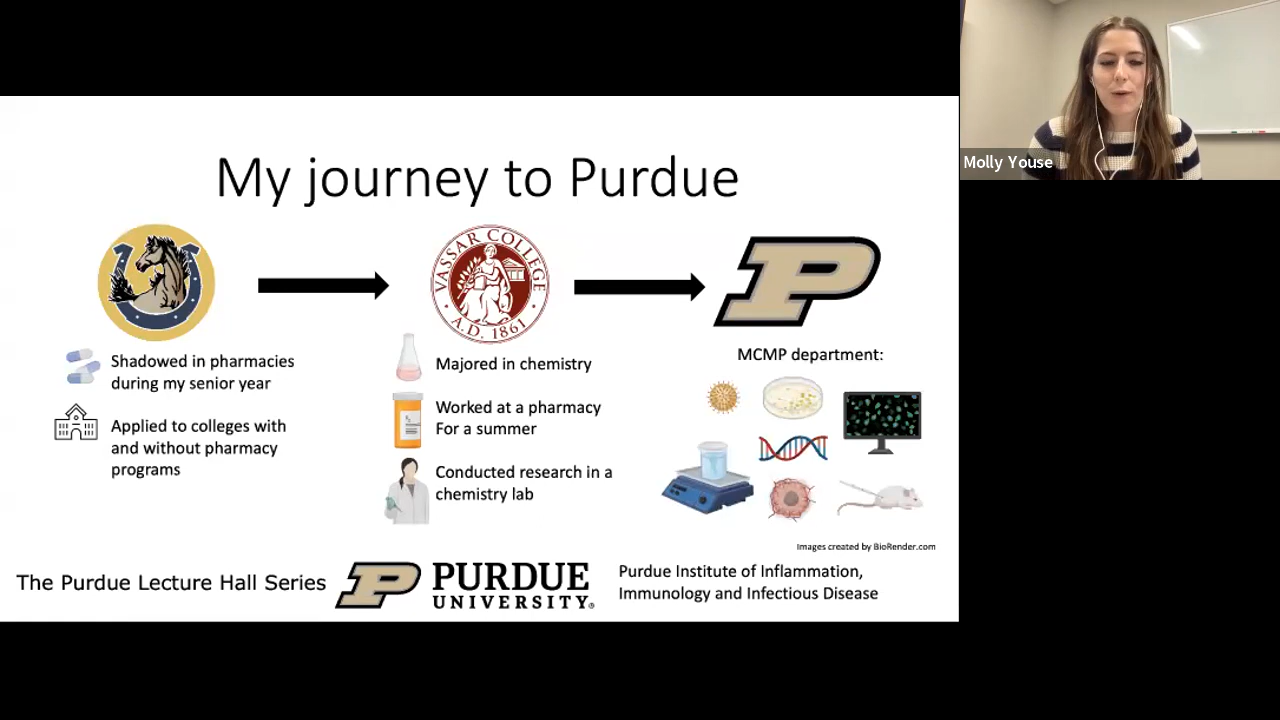 My journey to Purdue
VASSAR COLLEGE
· A.D. 1861 ·
P
Shadowed in pharmacies
during my senior year
Applied to colleges with
and without pharmacy
programs
Majored in chemistry
Worked at a pharmacy
For a summer
Conducted research in a
chemistry lab
MCMP department:
Images created by BioRender.com
The Purdue Lecture Hall Series
P
PURDUE
UNIVERSITY®
Purdue Institute of Inflammation,
Immunology and Infectious Disease
Molly Youse